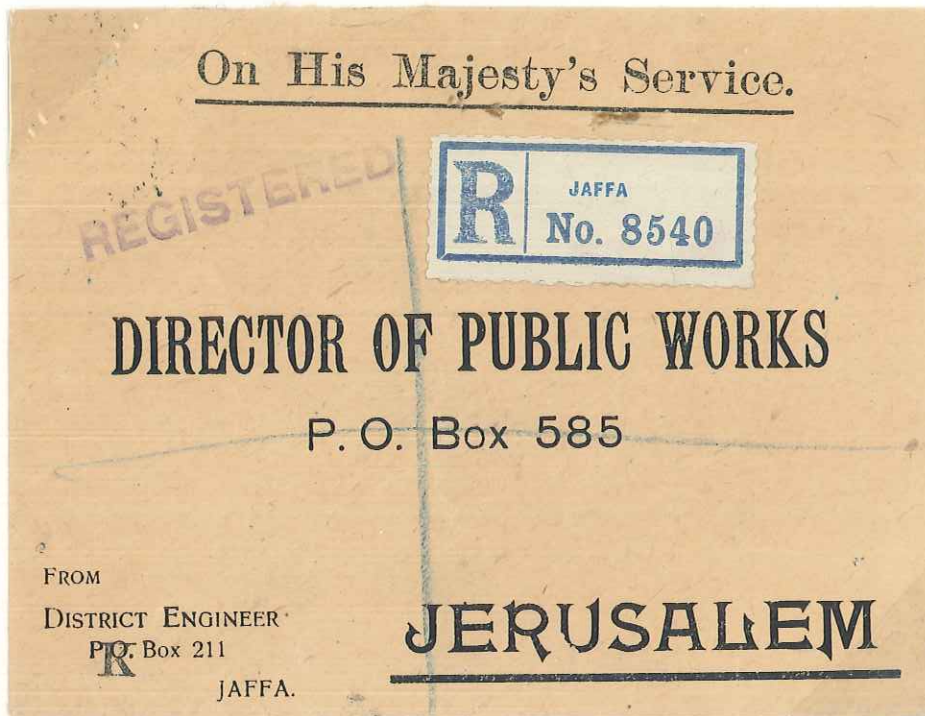 On His Majesty's Service.
REGISTERED
R
JAFFA
No. 8540
DIRECTOR OF PUBLIC WORKS
P. O. Box 585
FROM
DISTRICT ENGINEER
P.O. Box 211
R
JAFFA.
JERUSALEM